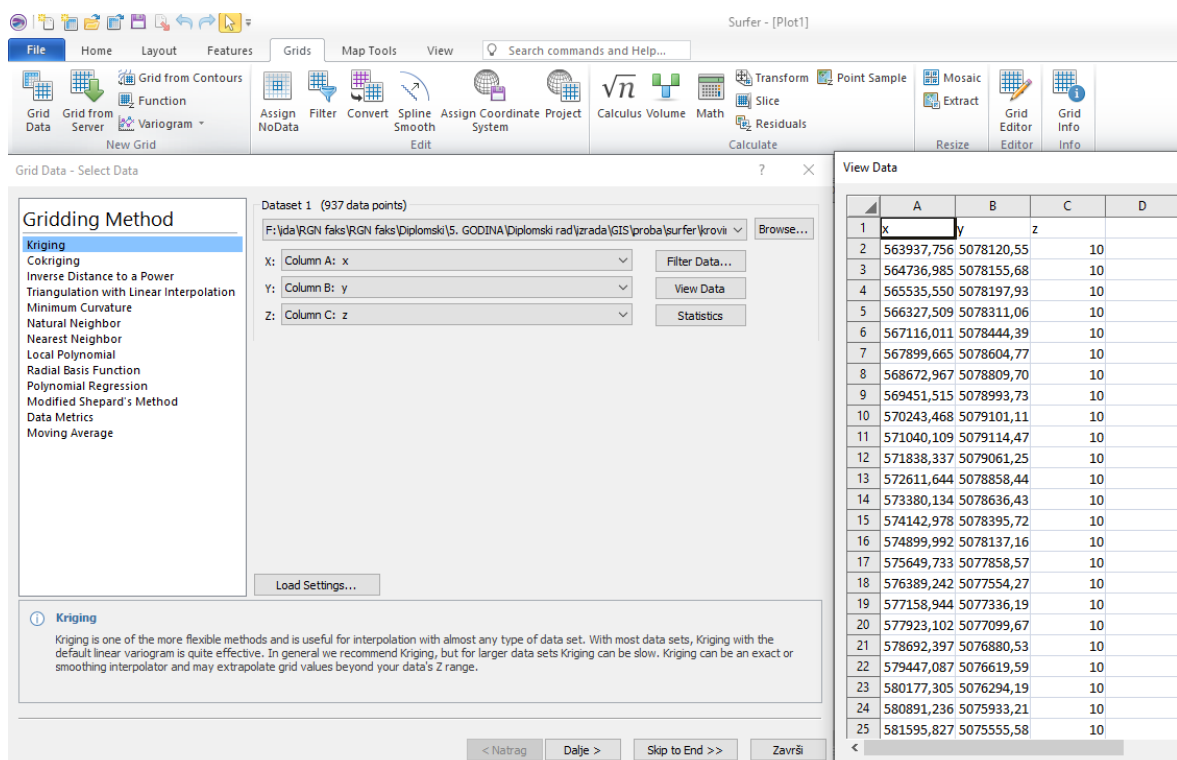 Surfer - [Plot1]
File Home Layout Features Grids Map Tools View Search commands and Help...
Grid Data
Grid from Server
Grid from Contours
Function
Variogram
New Grid
Assign NoData
Filter
Convert
Spline Smooth
Assign Coordinate System
Project
Edit
Calculus
Volume
Math
Transform
Slice
Residuals
Point Sample
Calculate
Mosaic
Extract
Resize
Grid Editor
Editor
Grid Info
Info
Grid Data - Select Data ?
Gridding Method
Kriging
Cokriging
Inverse Distance to a Power
Triangulation with Linear Interpolation
Minimum Curvature
Natural Neighbor
Nearest Neighbor
Local Polynomial
Radial Basis Function
Polynomial Regression
Modified Shepard's Method
Data Metrics
Moving Average
Dataset 1 (937 data points)
F:\ida\RGN faks\RGN faks\Diplomski\5. GODINA\Diplomski rad\izrada\GIS\proba\surfer\krovi Browse...
X: Column A: x Filter Data...
Y: Column B: y View Data
Z: Column C: z Statistics
Load Settings...
Kriging
Kriging is one of the more flexible methods and is useful for interpolation with almost any type of data set. With most data sets, Kriging with the
default linear variogram is quite effective. In general we recommend Kriging, but for larger data sets Kriging can be slow. Kriging can be an exact or
smoothing interpolator and may extrapolate grid values beyond your data's Z range.
< Natrag Dalje > Skip to End >> Završi
View Data
A B C D
1 x y z
2 563937,756 5078120,55 10
3 564736,985 5078155,68 10
4 565535,550 5078197,93 10
5 566327,509 5078311,06 10
6 567116,011 5078444,39 10
7 567899,665 5078604,77 10
8 568672,967 5078809,70 10
9 569451,515 5078993,73 10
10 570243,468 5079101,11 10
11 571040,109 5079114,47 10
12 571838,337 5079061,25 10
13 572611,644 5078858,44 10
14 573380,134 5078636,43 10
15 574142,978 5078395,72 10
16 574899,992 5078137,16 10
17 575649,733 5077858,57 10
18 576389,242 5077554,27 10
19 577158,944 5077336,19 10
20 577923,102 5077099,67 10
21 578692,397 5076880,53 10
22 579447,087 5076619,59 10
23 580177,305 5076294,19 10
24 580891,236 5075933,21 10
25 581595,827 5075555,58 10